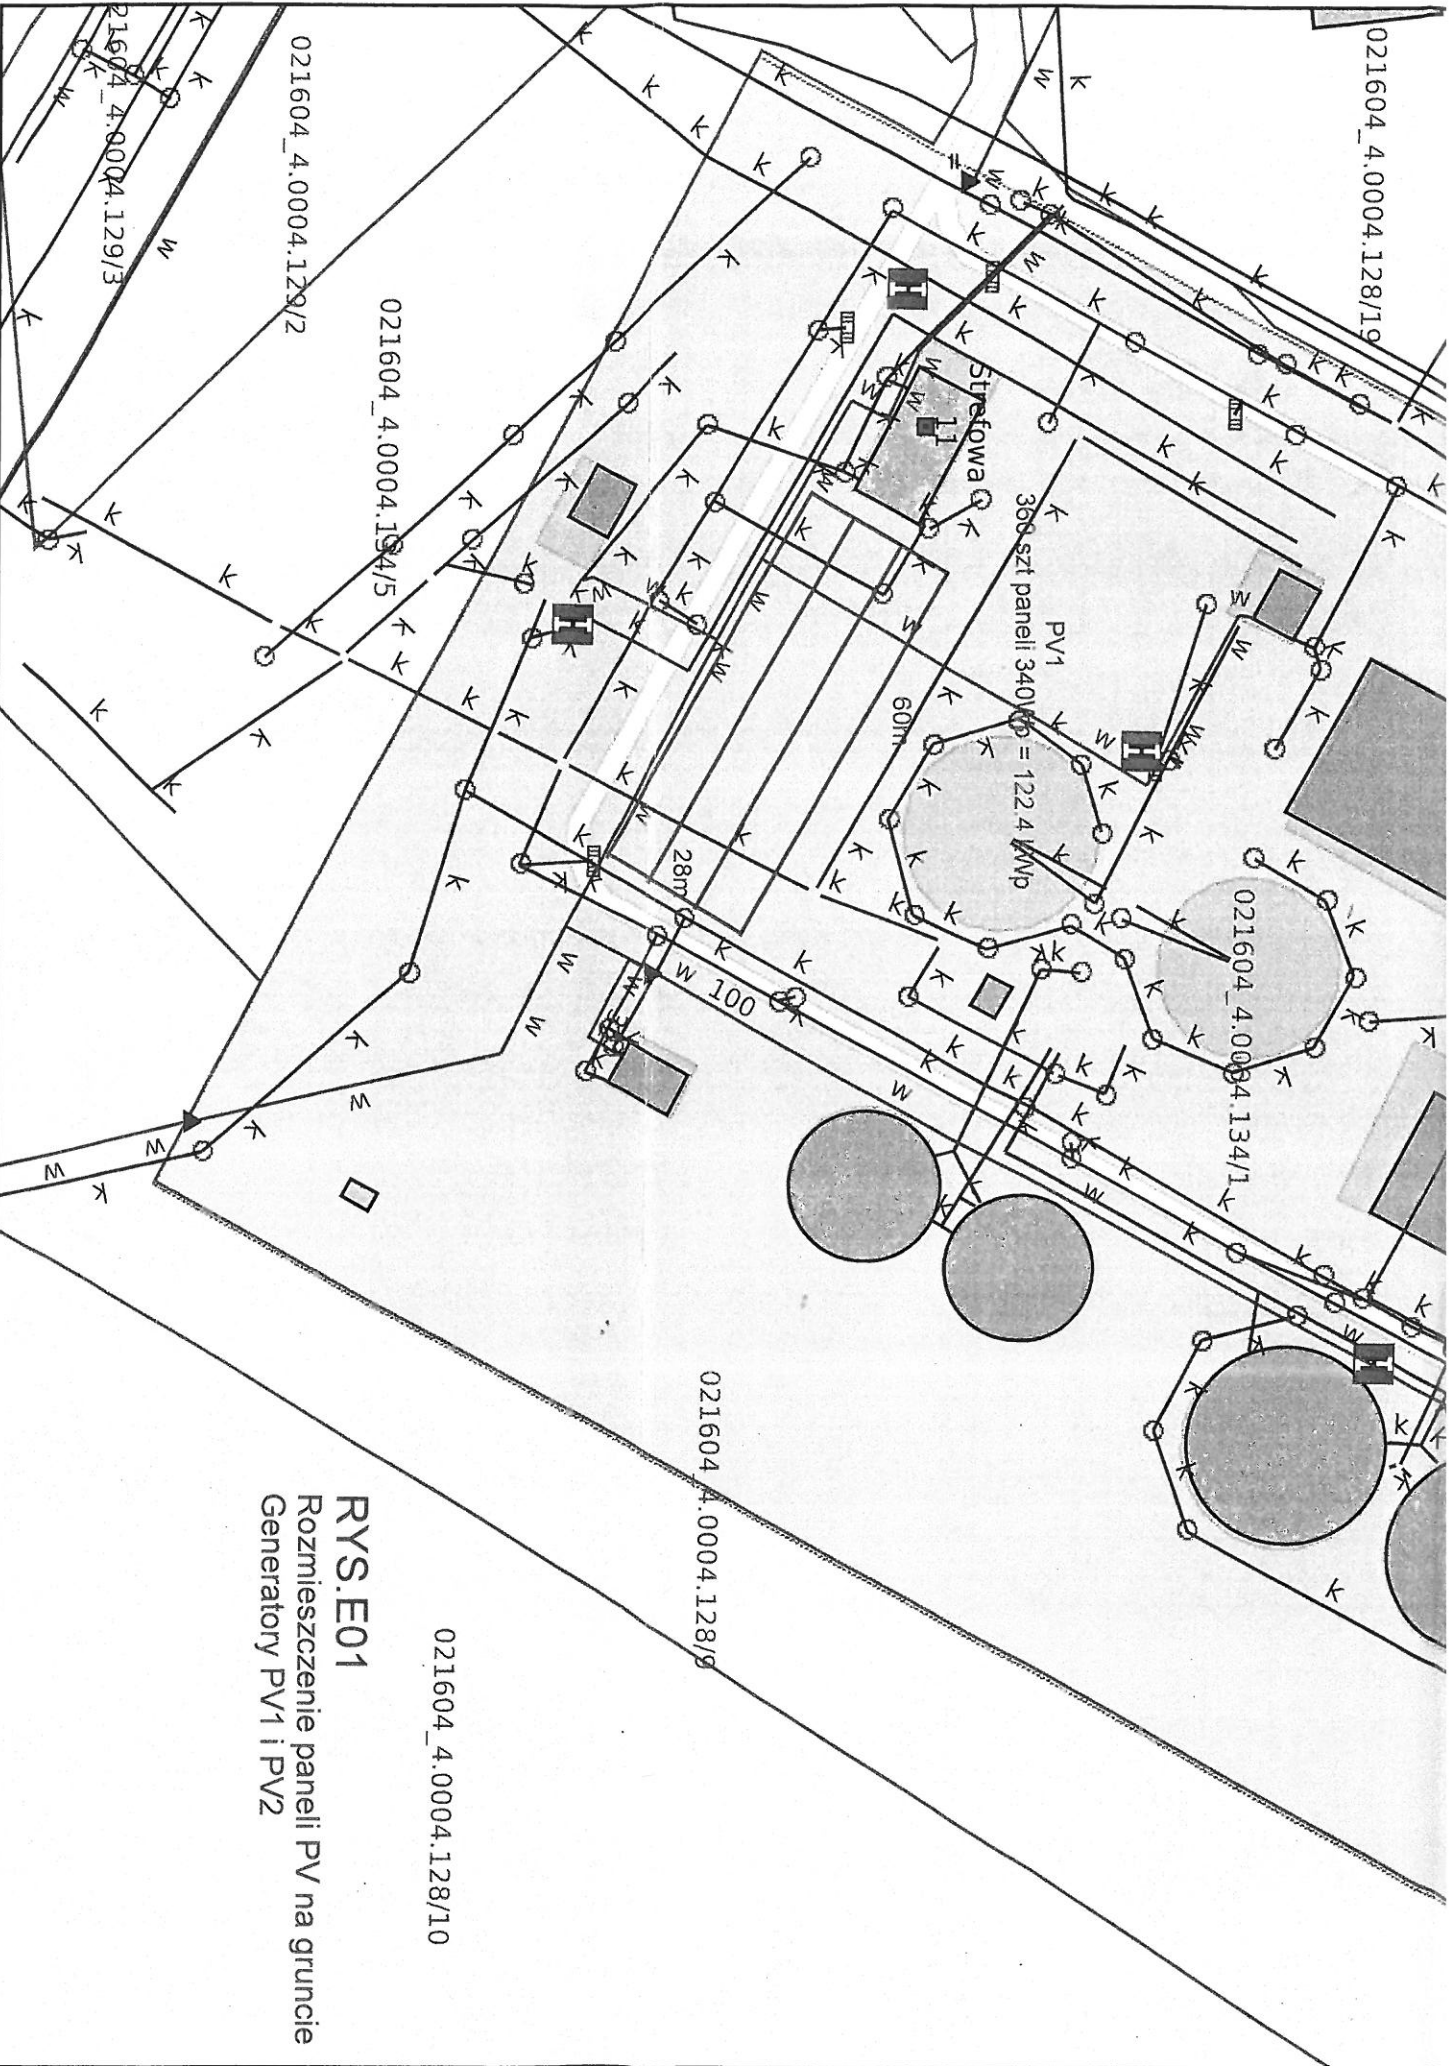 021604_4.0004.128/19
021604_4.0004.129/3
021604_4.0004.129/2
021604_4.0004.134/5
Strefowa
11
PV1
360 szt paneli 340Wp = 122.4 kWp
60m
28m
100
021604_4.0004.134/1
021604_4.0004.128/9
021604_4.0004.128/10
RYS.E01
Rozmieszczenie paneli PV na gruncie
Generatory PV1 i PV2